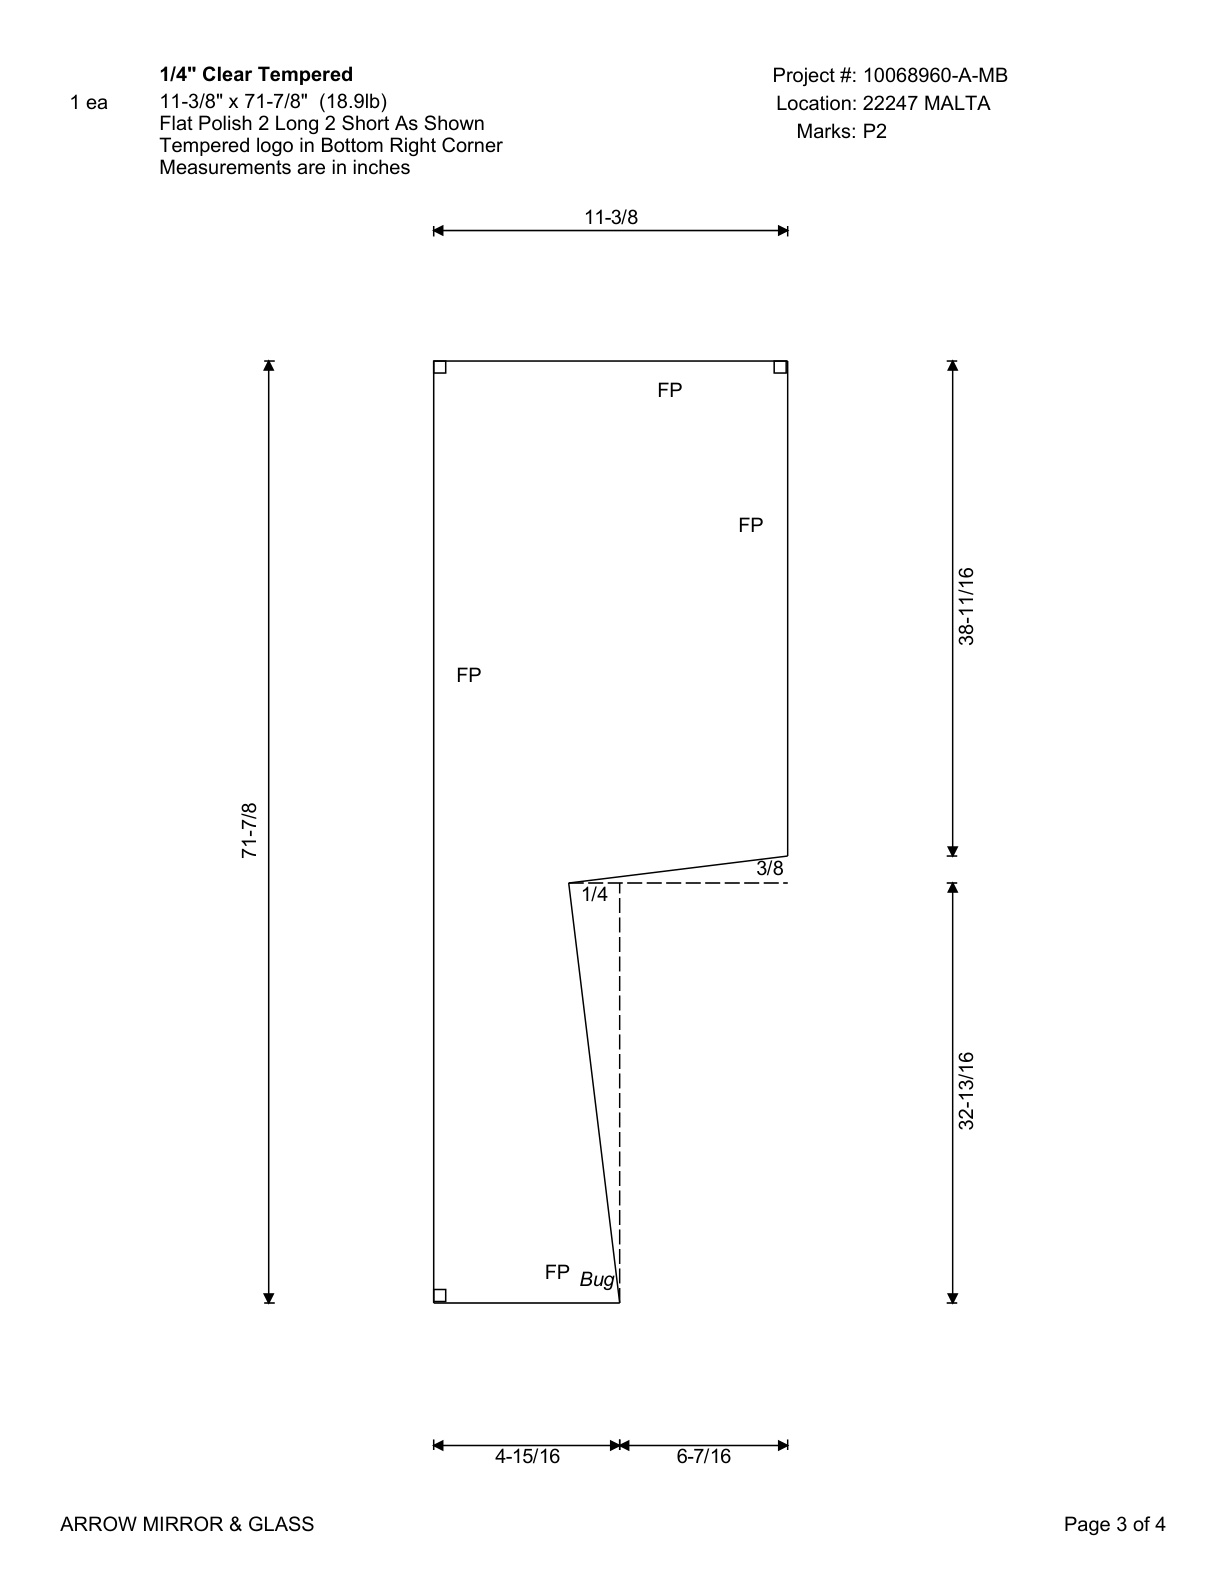 1/4" Clear Tempered
Project #: 10068960-A-MB
1 ea
11-3/8" x 71-7/8" (18.9lb)
Location: 22247 MALTA
Flat Polish 2 Long 2 Short As Shown
Marks: P2
Tempered logo in Bottom Right Corner
Measurements are in inches
11-3/8
FP
FP
38-11/16
FP
71-7/8
3/8
1/4
32-13/16
FP
Bug
4-15/16
6-7/16
ARROW MIRROR & GLASS
Page 3 of 4